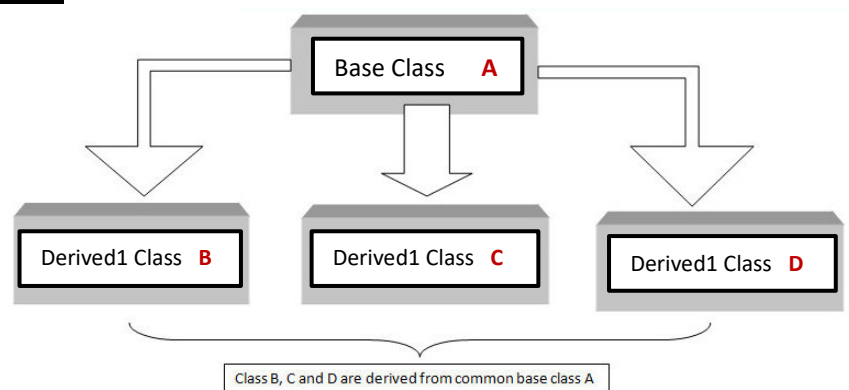 Base Class A
Derived1 Class B
Derived1 Class C
Derived1 Class D
Class B, C and D are derived from common base class A